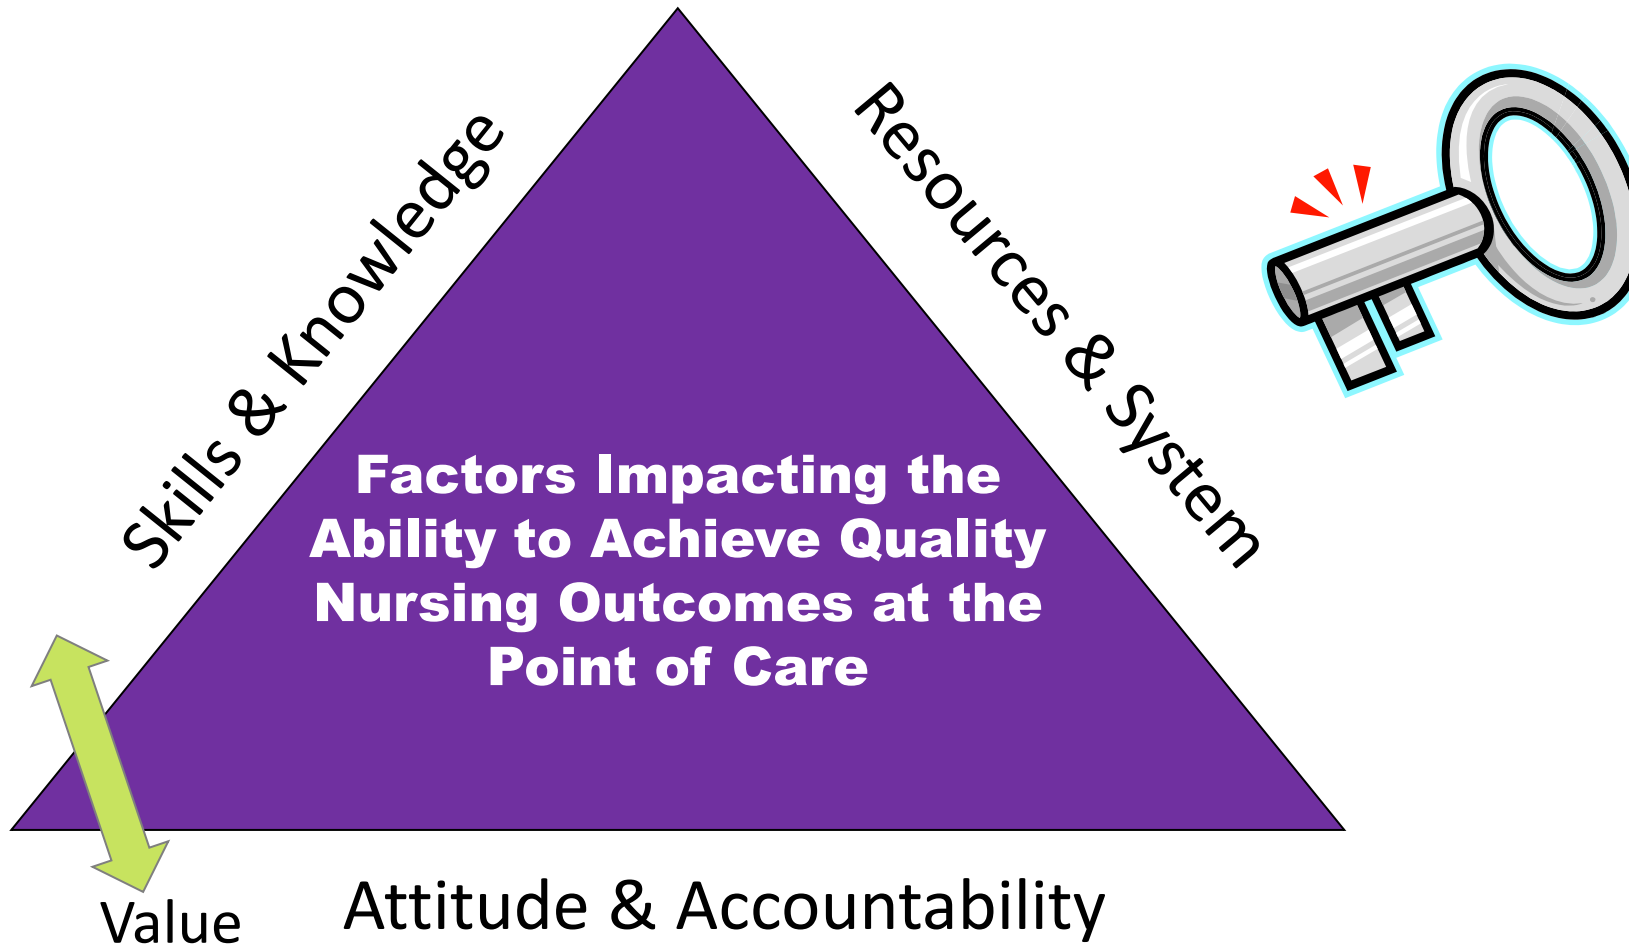 Skills & Knowledge
Resources & System
Factors Impacting the
Ability to Achieve Quality
Nursing Outcomes at the
Point of Care
Value
Attitude & Accountability